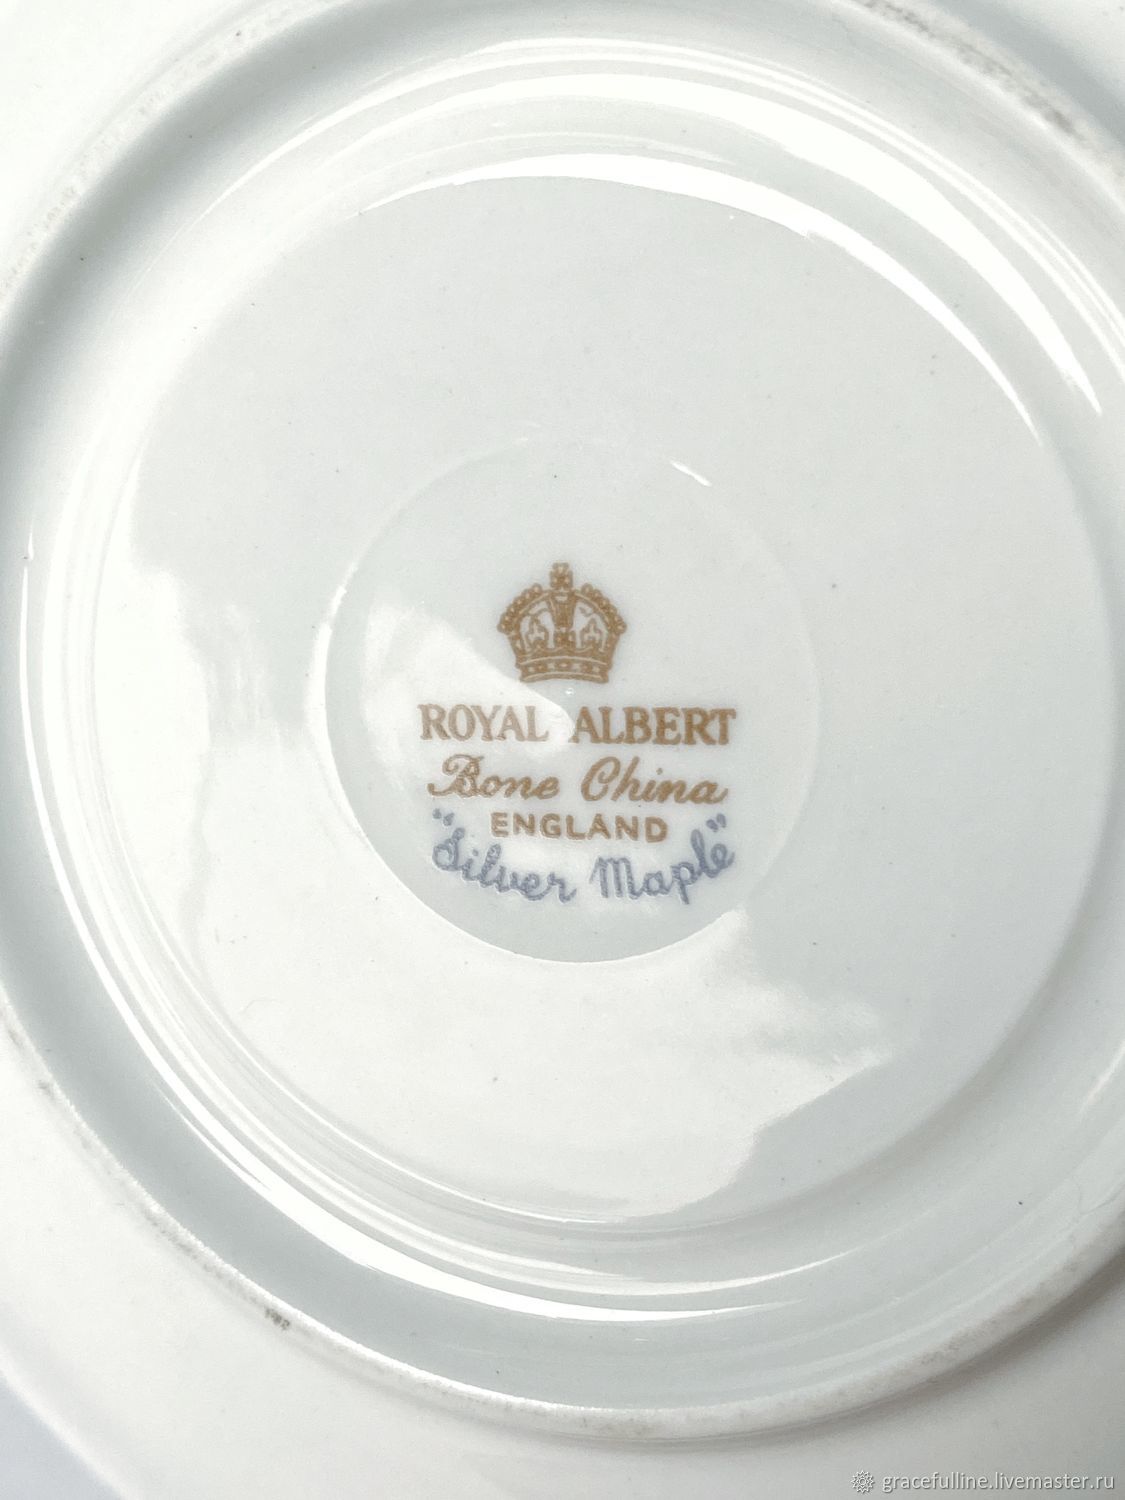 ROYAL ALBERT
Bone China
ENGLAND
"Silver Maple"
gracefulline.livemaster.ru